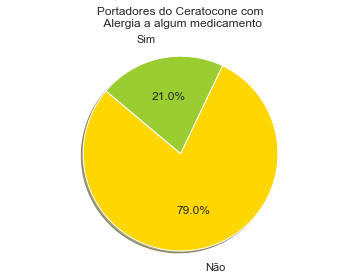 Portadores do Ceratocone com
Alergia a algum medicamento
Sim
21.0%
79.0%
Não